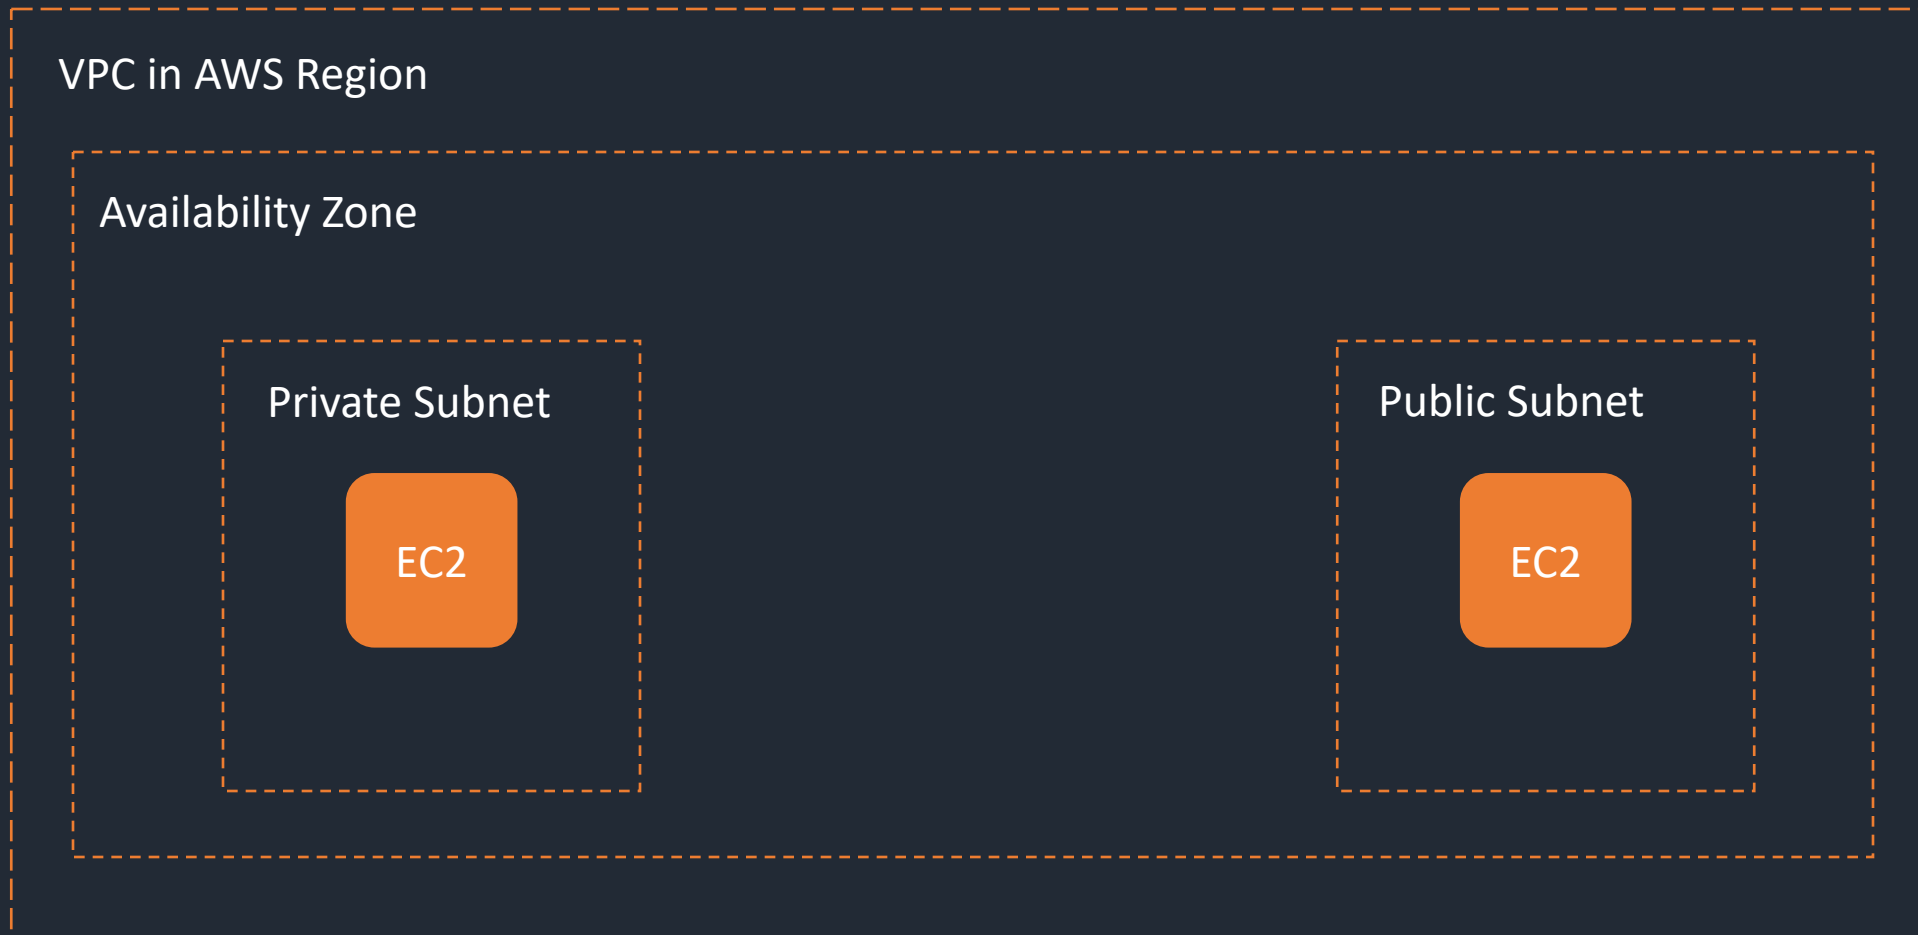 VPC in AWS Region
Availability Zone
Private Subnet
Public Subnet
EC2
EC2